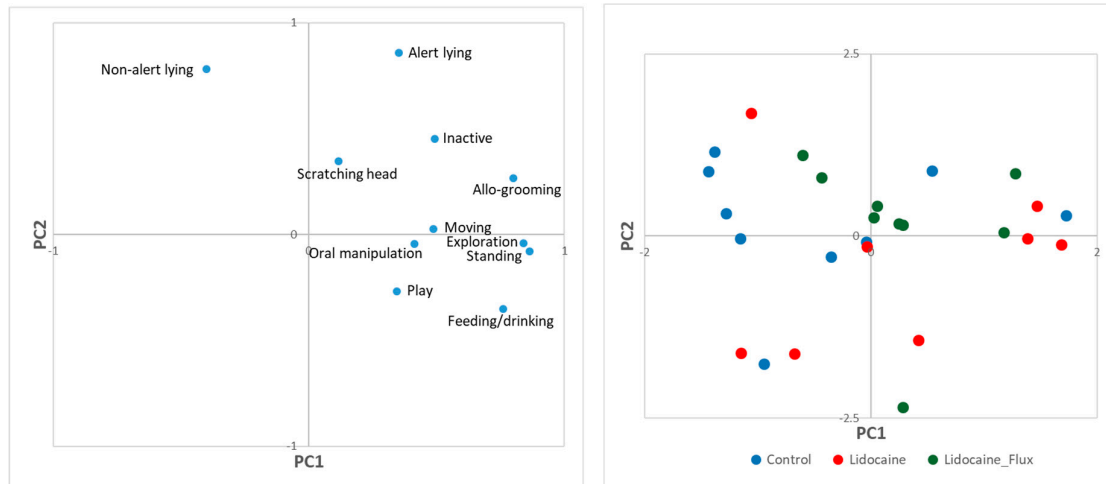 1
Alert lying
Non-alert lying
Inactive
Scratching head
Allo-grooming
PC2
Moving
-1
0
1
Exploration
Oral manipulation
Standing
Play
Feeding/drinking
-1
PC1
2.5
PC2
-2
0
0
2
-2.5
PC1
Control
Lidocaine
Lidocaine_Flux